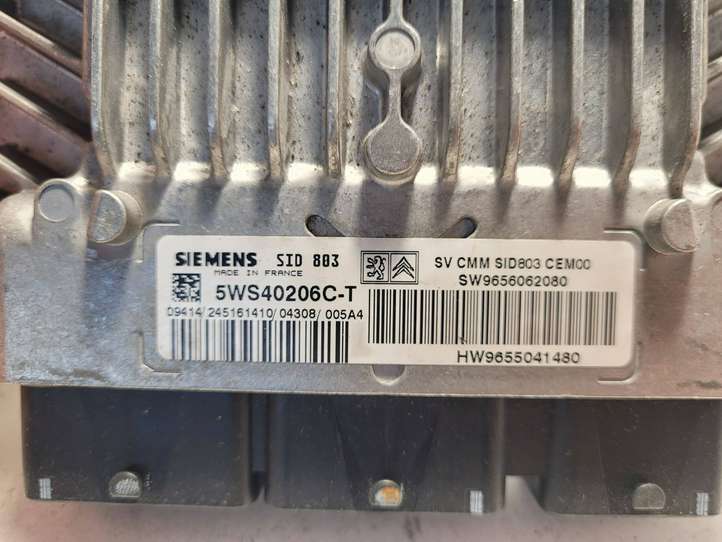 SIEMENS SID 803
MADE IN FRANCE
5WS40206C-T
09414/245161410/04308/005A4
SV CMM SID803 CEM00
SW9656062080
HW9655041480